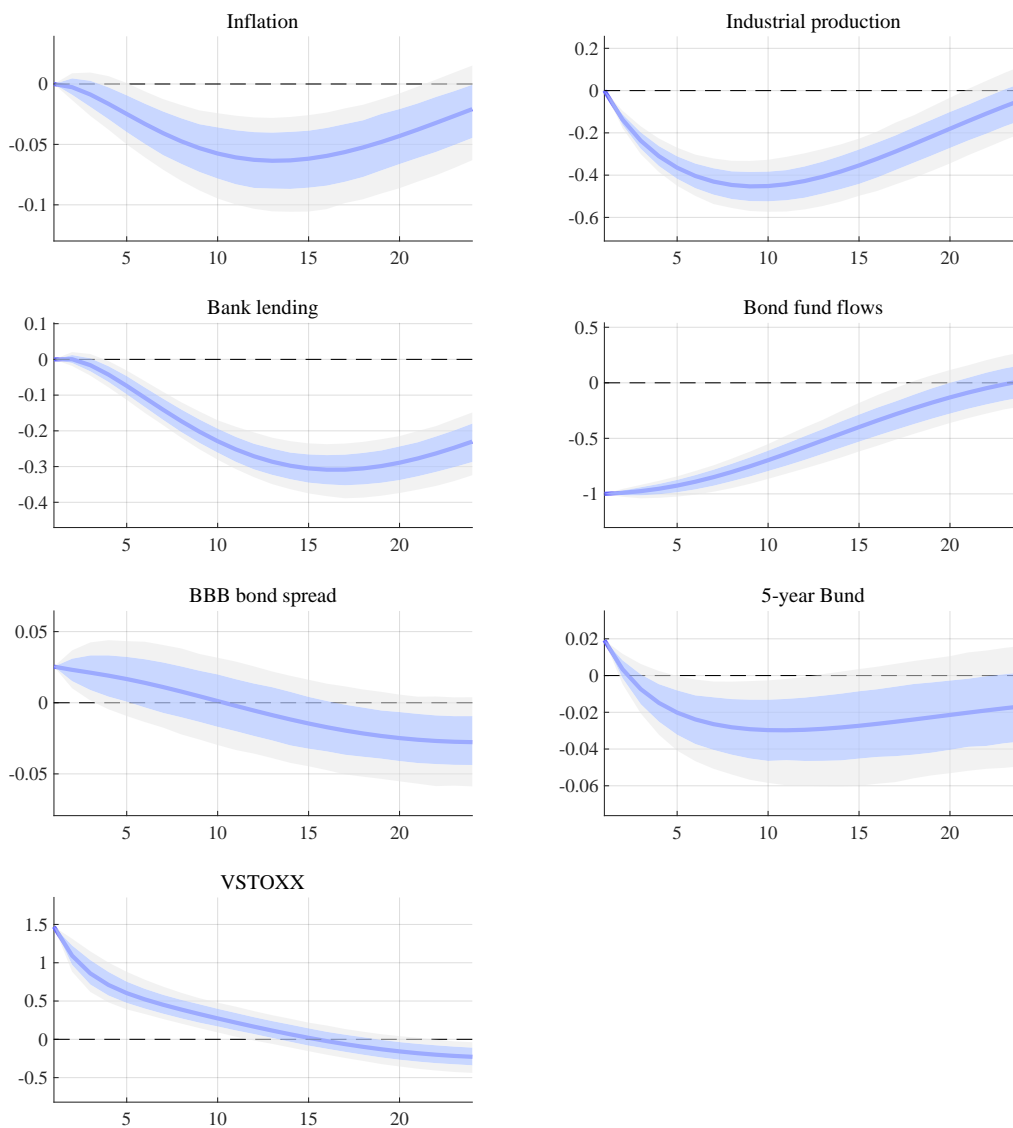 Inflation
0
-0.05
-0.1
5 10 15 20
Industrial production
0.2
0
-0.2
-0.4
-0.6
5 10 15 20
Bank lending
0.1
0
-0.1
-0.2
-0.3
-0.4
5 10 15 20
Bond fund flows
0.5
0
-0.5
-1
5 10 15 20
BBB bond spread
0.05
0
-0.05
5 10 15 20
5-year Bund
0.02
0
-0.02
-0.04
-0.06
5 10 15 20
VSTOXX
1.5
1
0.5
0
-0.5
5 10 15 20